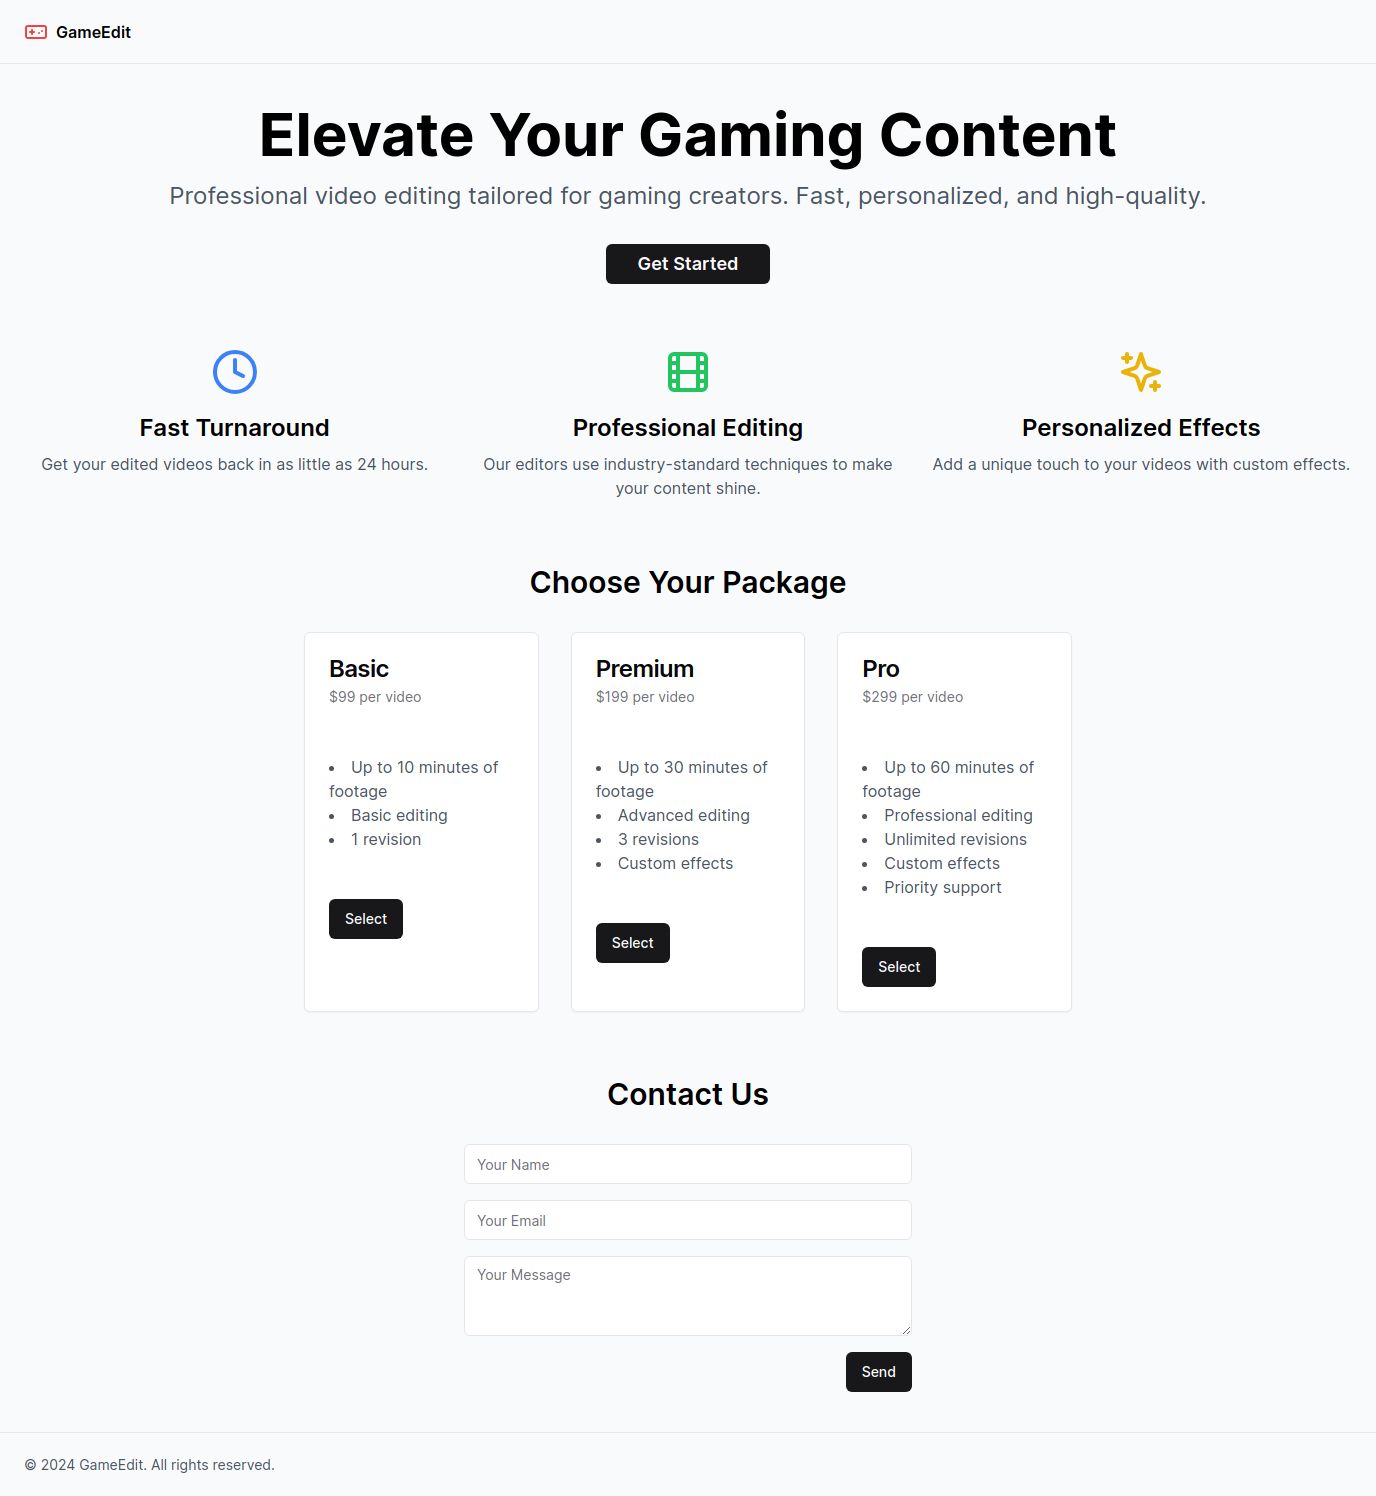 GameEdit
Elevate Your Gaming Content
Professional video editing tailored for gaming creators. Fast, personalized, and high-quality.
Get Started
Fast Turnaround
Get your edited videos back in as little as 24 hours.
Professional Editing
Our editors use industry-standard techniques to make
your content shine.
Personalized Effects
Add a unique touch to your videos with custom effects.
Choose Your Package
Basic
$99 per video
• Up to 10 minutes of
footage
• Basic editing
• 1 revision
Select
Premium
$199 per video
• Up to 30 minutes of
footage
• Advanced editing
• 3 revisions
• Custom effects
Select
Pro
$299 per video
• Up to 60 minutes of
footage
• Professional editing
• Unlimited revisions
• Custom effects
• Priority support
Select
Contact Us
Your Name
Your Email
Your Message
Send
© 2024 GameEdit. All rights reserved.